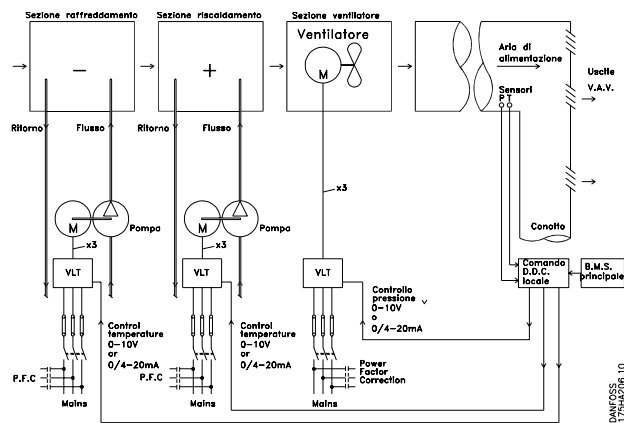 Sezione raffreddamento
Sezione riscaldamento
Sezione ventilatore
Ventilatore
M
Aria di
alimentazione
Uscite
V.A.V.
Sensori
P T
Ritorno
Flusso
Ritorno
Flusso
x3
M
Pompa
M
Pompa
Conotto
x3
x3
VLT
VLT
VLT
Comando
D.D.C.
locale
B.M.S.
principale
Controllo
pressione
0-10V
o
0/4-20mA
Control
temperature
0-10V
or
0/4-20mA
Control
temperature
0-10V
or
0/4-20mA
P.F.C
P.F.C
Power
Factor
Correction
Mains
Mains
Mains
DANFOSS
175HA206.10